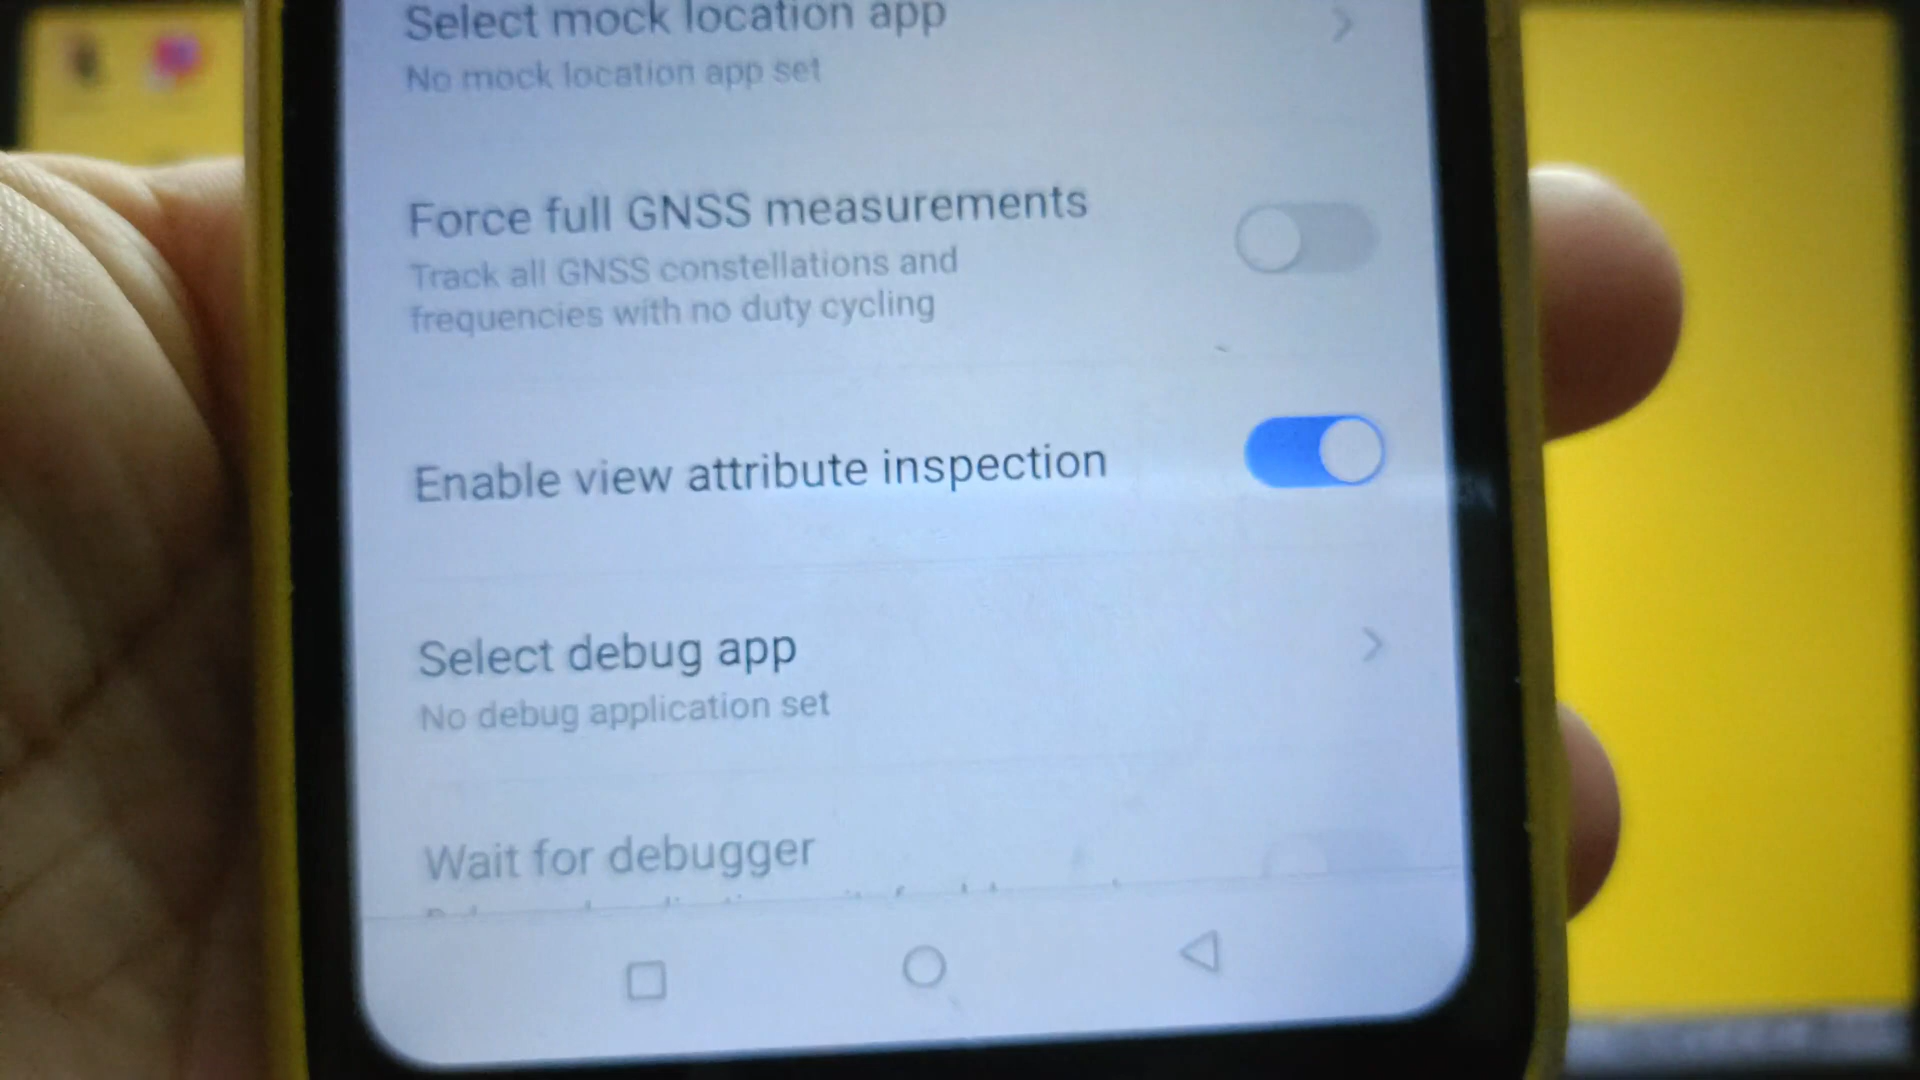 Select mock location app
No mock location app set
Force full GNSS measurements
Track all GNSS constellations and
frequencies with no duty cycling
Enable view attribute inspection
Select debug app
No debug application set
Wait for debugger